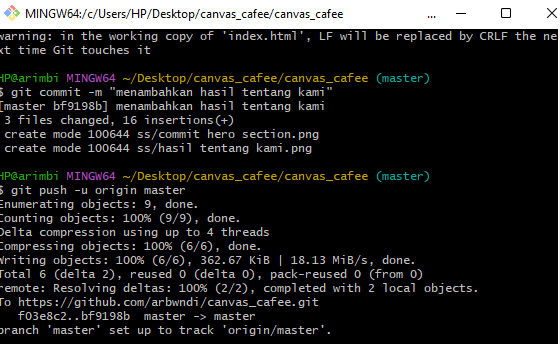 MINGW64:/c/Users/HP/Desktop/canvas_cafee/canvas_cafee
warning: in the working copy of 'index.html', LF will be replaced by CRLF the ne
xt time Git touches it
HP@arimbi MINGW64 ~/Desktop/canvas_cafee/canvas_cafee (master)
$ git commit -m "menambahkan hasil tentang kami"
[master bf9198b] menambahkan hasil tentang kami
3 files changed, 16 insertions(+)
create mode 100644 ss/commit hero section.png
create mode 100644 ss/hasil tentang kami.png
HP@arimbi MINGW64 ~/Desktop/canvas_cafee/canvas_cafee (master)
$ git push -u origin master
Enumerating objects: 9, done.
Counting objects: 100% (9/9), done.
Delta compression using up to 4 threads
Compressing objects: 100% (6/6), done.
Writing objects: 100% (6/6), 362.67 KiB | 18.13 MiB/s, done.
Total 6 (delta 2), reused 0 (delta 0), pack-reused 0 (from 0)
remote: Resolving deltas: 100% (2/2), completed with 2 local objects.
To https://github.com/arbwndi/canvas_cafee.git
f03e8c2..bf9198b master -> master
branch 'master' set up to track 'origin/master'.